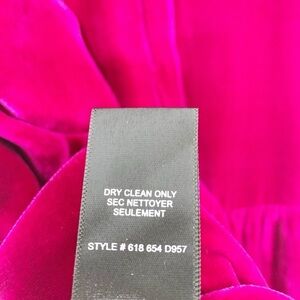 DRY CLEAN ONLY
SEC NETTOYER
SEULEMENT
STYLE # 618 654 D957